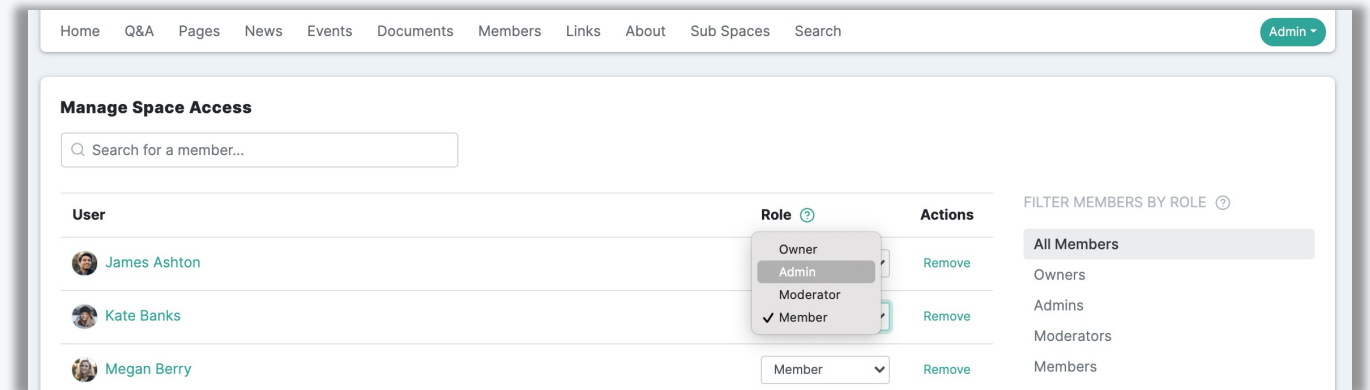 Home Q&A Pages News Events Documents Members Links About Sub Spaces Search Admin
Manage Space Access
Search for a member...
User Role Actions
James Ashton Remove
Kate Banks Remove
Megan Berry Member Remove
Owner
Admin
Moderator
Member
FILTER MEMBERS BY ROLE
All Members
Owners
Admins
Moderators
Members